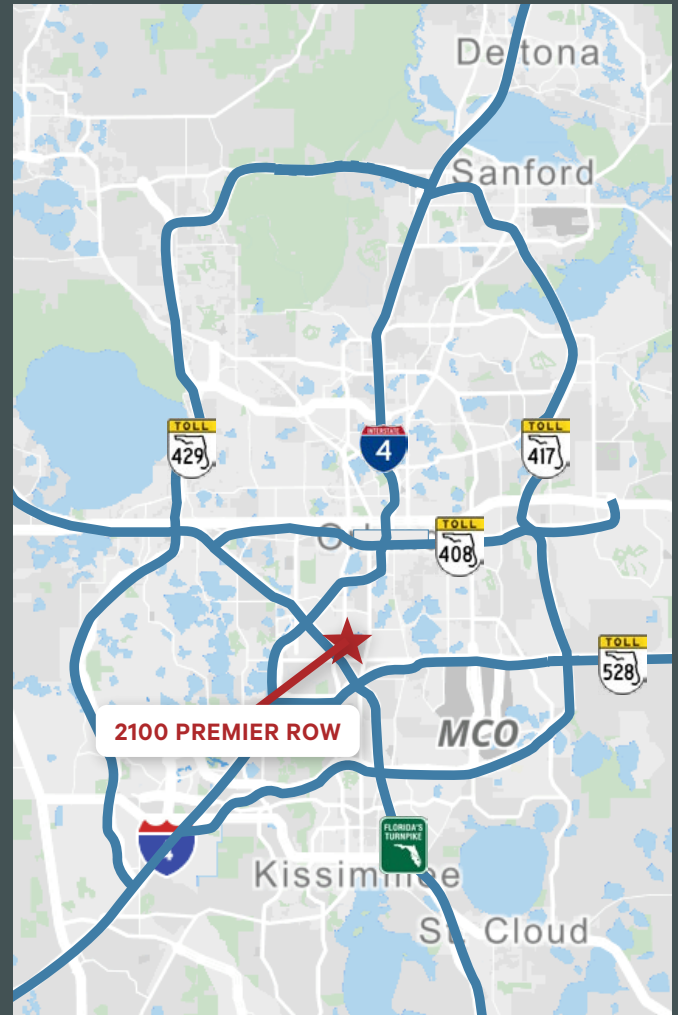 Deltona
Sanford
TOLL
429
INTERSTATE
4
TOLL
417
TOLL
408
TOLL
528
2100 PREMIER ROW
MCO
FLORIDA'S
TURNPIKE
Kissimmee
St. Cloud